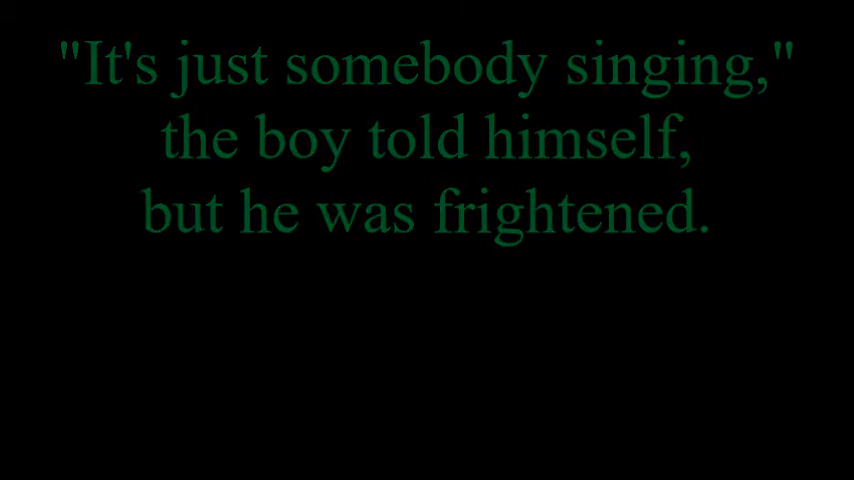 "It's just somebody singing,"
the boy told himself,
but he was frightened.